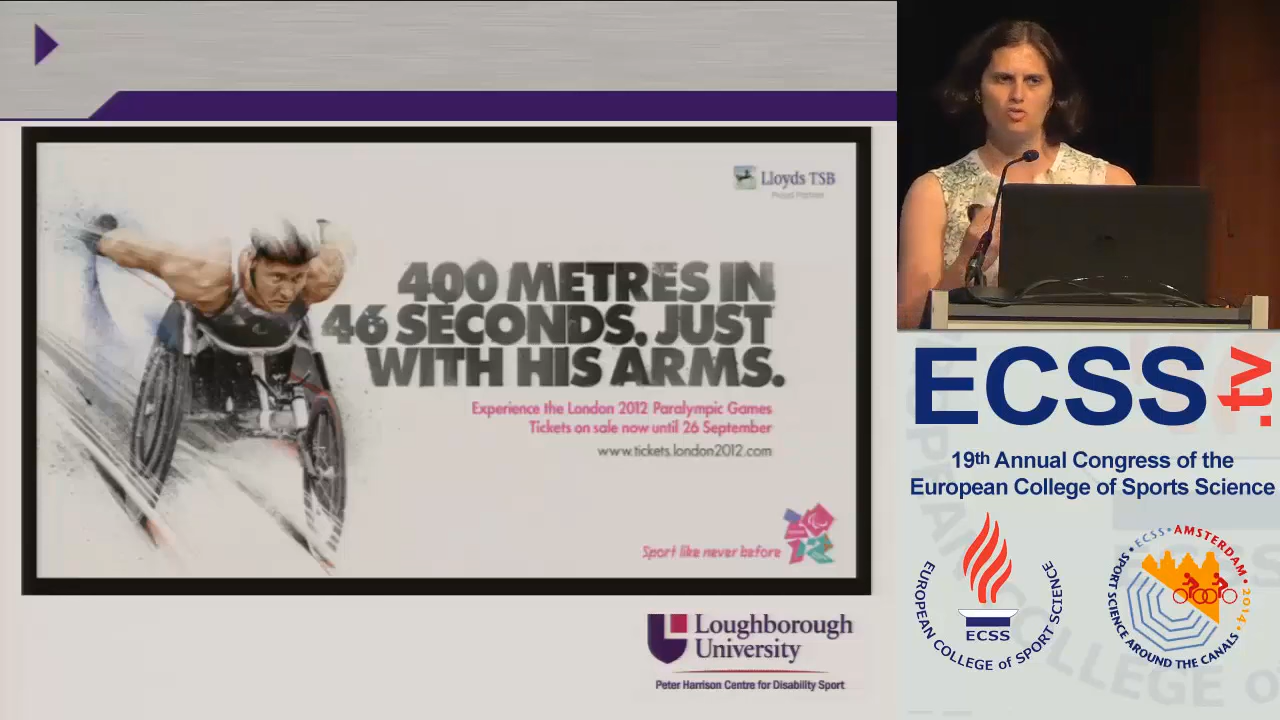 Lloyds TSB
Proud Partner
400 METRES IN
46 SECONDS. JUST
WITH HIS ARMS.
Experience the London 2012 Paralympic Games
Tickets on sale now until 26 September
www.tickets.london2012.com
Sport like never before
Loughborough
University
Peter Harrison Centre for Disability Sport
ECSS.tv
19th Annual Congress of the
European College of Sports Science
EUROPEAN COLLEGE of SPORT SCIENCE
ECSS
ECSS • AMSTERDAM • 2014 •
SPORT SCIENCE AROUND THE CANALS